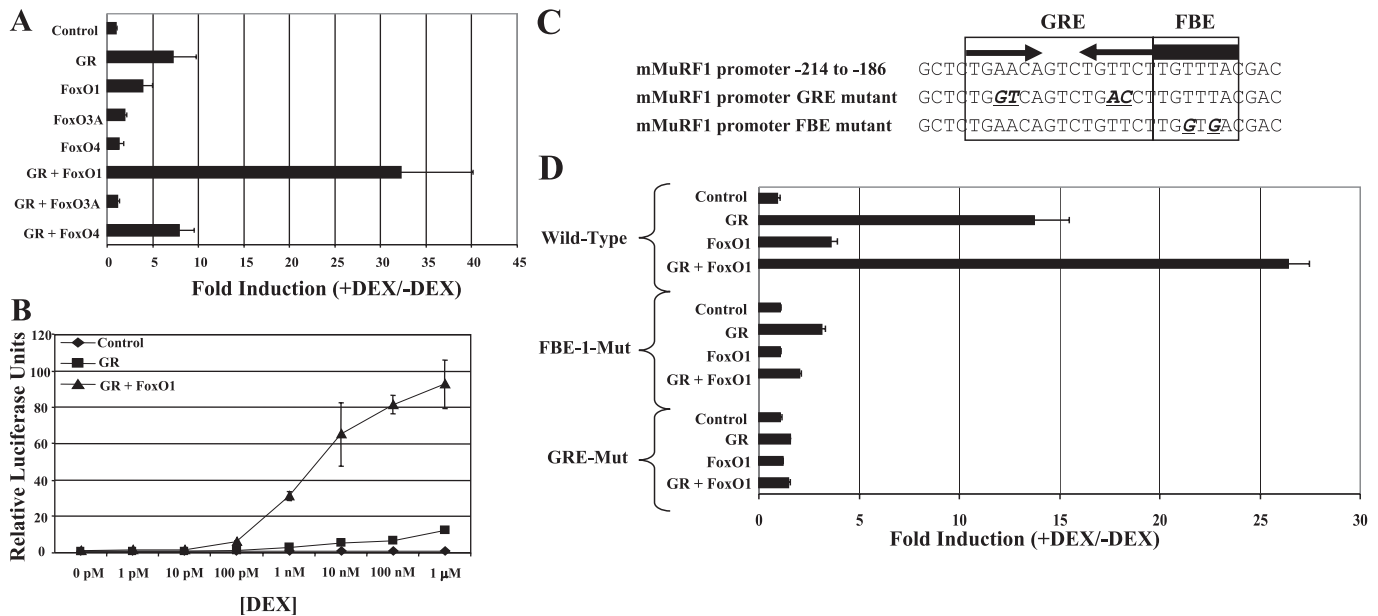 A
Control
GR
FoxO1
FoxO3A
FoxO4
GR + FoxO1
GR + FoxO3A
GR + FoxO4
0 5 10 15 20 25 30 35 40 45
Fold Induction (+DEX/-DEX)
B
Relative Luciferase Units
120
100
80
60
40
20
0
Control
GR
GR + FoxO1
0 pM 1 pM 10 pM 100 pM 1 nM 10 nM 100 nM 1 µM
[DEX]
C
GRE FBE
mMuRF1 promoter -214 to -186 GCTCTGAACAGTCTGTTCTTGTTTACGAC
mMuRF1 promoter GRE mutant GCTCTGGTCAGTCTGACCTTGTTTACGAC
mMuRF1 promoter FBE mutant GCTCTGAACAGTCTGTTCTTGGTGACGAC
D
Wild-Type
Control
GR
FoxO1
GR + FoxO1
FBE-1-Mut
Control
GR
FoxO1
GR + FoxO1
GRE-Mut
Control
GR
FoxO1
GR + FoxO1
0 5 10 15 20 25 30
Fold Induction (+DEX/-DEX)